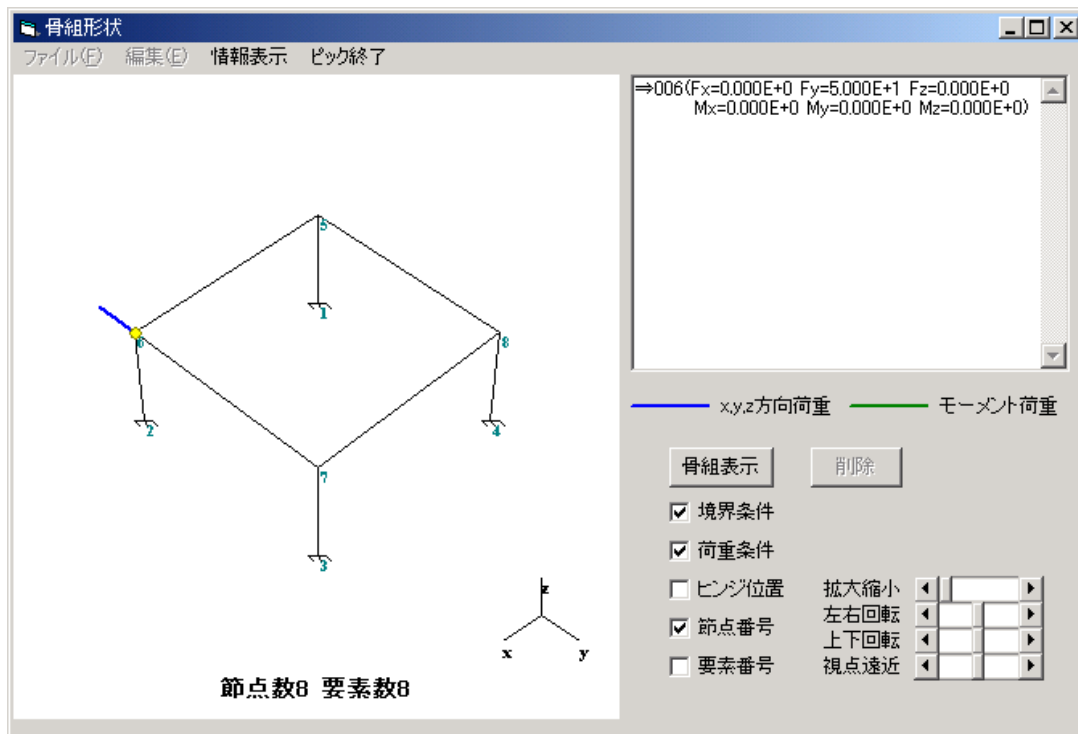 骨組形状
ファイル(F) 編集(E) 情報表示 ピック終了
⇒006(Fx=0.000E+0 Fy=5.000E+1 Fz=0.000E+0
Mx=0.000E+0 My=0.000E+0 Mz=0.000E+0)
5
1
6
8
2
4
7
3
x,y,z方向荷重 モーメント荷重
骨組表示 削除
境界条件
荷重条件
ヒンジ位置 拡大縮小
左右回転
節点番号
上下回転
要素番号 視点遠近
z
x y
節点数8 要素数8